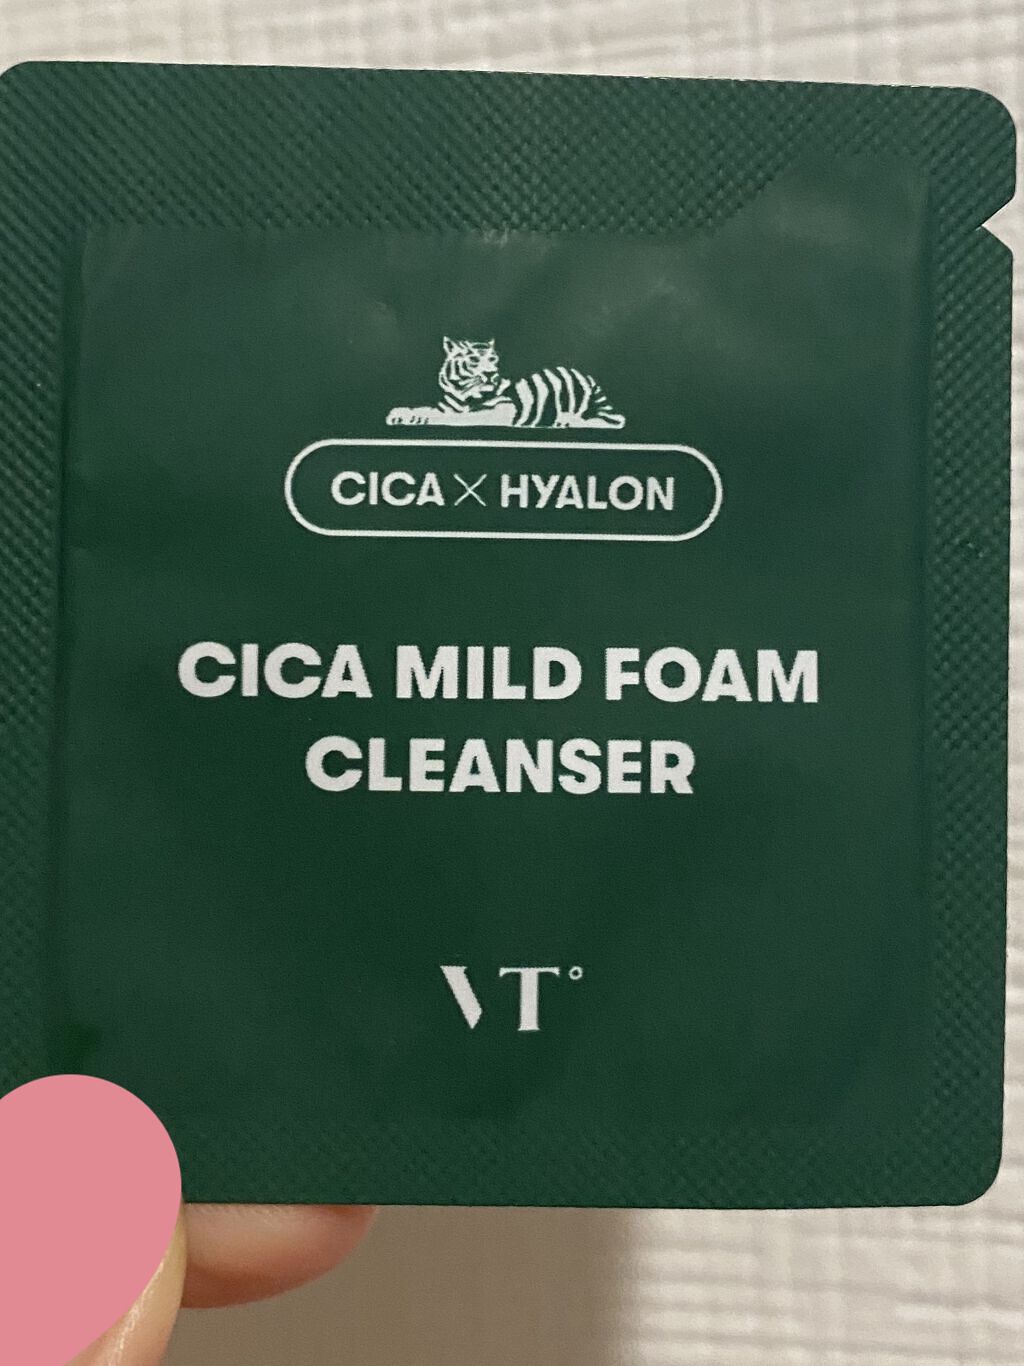 CICA X HYALON
CICA MILD FOAM
CLEANSER
VT°